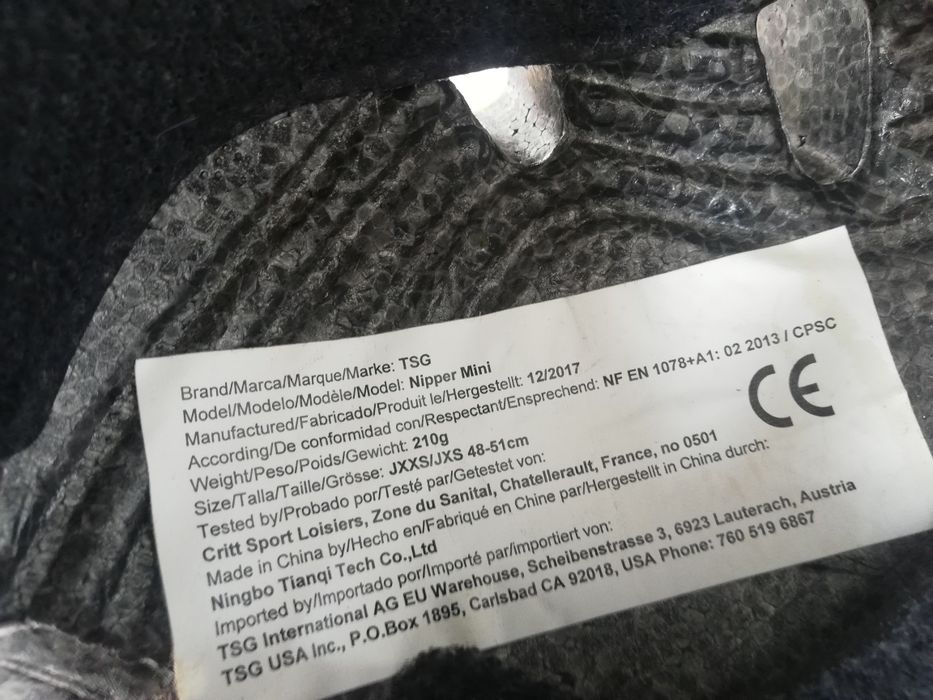 Brand/Marca/Marque/Marke: TSG
Model/Modelo/Modèle/Model: Nipper Mini
Manufactured/Fabricado/Produit le/Hergestellt: 12/2017
According/De conformidad con/Respectant/Ensprechend: NF EN 1078+A1: 02 2013 / CPSC
Weight/Peso/Poids/Gewicht: 210g
CE
Size/Talla/Taille/Grösse: JXXS/JXS 48-51cm
Tested by/Probado por/Testé par/Getestet von:
Critt Sport Loisiers, Zone du Sanital, Chatellerault, France, no 0501
Made in China by/Hecho en/Fabriqué en Chine par/Hergestellt in China durch:
Ningbo Tianqi Tech Co.,Ltd
Imported by/Importado por/Importé par/importiert von:
TSG International AG EU Warehouse, Scheibenstrasse 3, 6923 Lauterach, Austria
TSG USA Inc., P.O.Box 1895, Carlsbad CA 92018, USA Phone: 760 519 6867